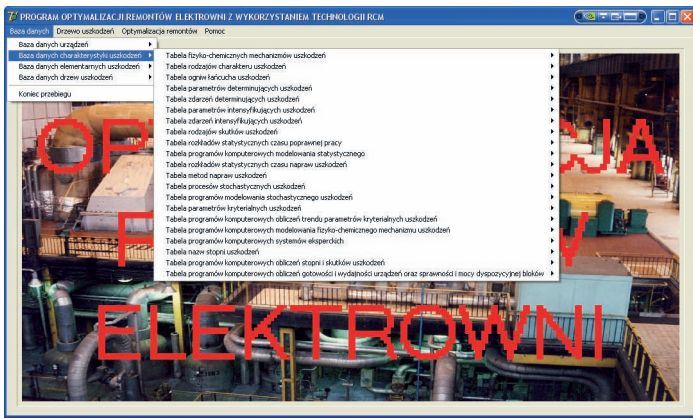 PROGRAM OPTYMALIZACJI REMONTÓW ELEKTROWNI Z WYKORZYSTANIEM TECHNOLOGII RCM
Baza danych Drzewo uszkodzeń Optymalizacja remontów Pomoc
Baza danych urządzeń
Baza danych charakterystyki uszkodzeń
Baza danych elementarnych uszkodzeń
Baza danych drzew uszkodzeń
Koniec przebiegu
Tabela fizyko-chemicznych mechanizmów uszkodzeń
Tabela rodzajów charakteru uszkodzeń
Tabela ogniw łańcucha uszkodzeń
Tabela parametrów determinujących uszkodzeń
Tabela zdarzeń determinujących uszkodzeń
Tabela parametrów intensyfikujących uszkodzeń
Tabela zdarzeń intensyfikujących uszkodzeń
Tabela rodzajów skutków uszkodzeń
Tabela rozkładów statystycznych czasu poprawnej pracy
Tabela programów komputerowych modelowania statystycznego
Tabela rozkładów statystycznych czasu napraw uszkodzeń
Tabela metod napraw uszkodzeń
Tabela procesów stochastycznych uszkodzeń
Tabela programów modelowania stochastycznego uszkodzeń
Tabela parametrów kryterialnych uszkodzeń
Tabela programów komputerowych obliczeń trendu parametrów kryterialnych uszkodzeń
Tabela programów komputerowych modelowania fizyko-chemicznego mechanizmu uszkodzeń
Tabela programów komputerowych systemów eksperckich
Tabela nazw stopni uszkodzeń
Tabela programów komputerowych obliczeń stopni i skutków uszkodzeń
Tabela programów komputerowych obliczeń gotowości i wydajności urządzeń oraz sprawności i mocy dyspozycyjnej bloków
ELEKTROWNI